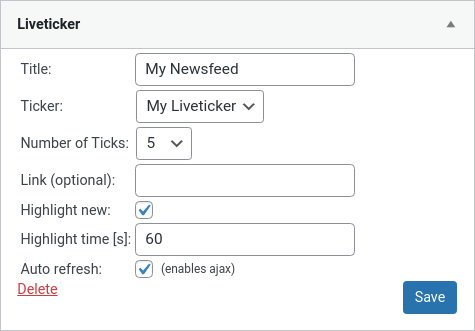 Liveticker
Title: My Newsfeed
Ticker: My Liveticker
Number of Ticks: 5
Link (optional):
Highlight new:
Highlight time [s]: 60
Auto refresh: (enables ajax)
Delete
Save